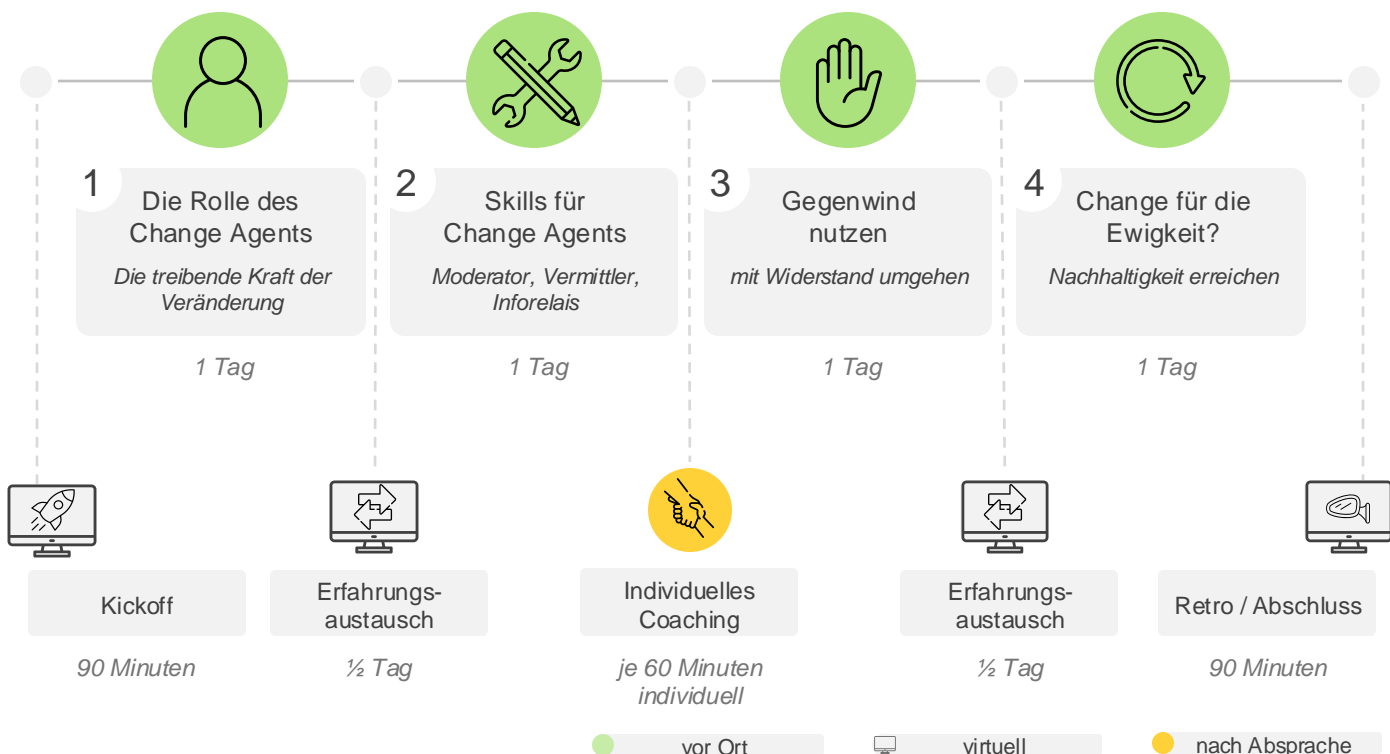 1
Die Rolle des
Change Agents
Die treibende Kraft der
Veränderung
1 Tag
2
Skills für
Change Agents
Moderator, Vermittler,
Inforelais
1 Tag
3
Gegenwind
nutzen
mit Widerstand umgehen
1 Tag
4
Change für die
Ewigkeit?
Nachhaltigkeit erreichen
1 Tag
Kickoff
90 Minuten
Erfahrungs-
austausch
½ Tag
Individuelles
Coaching
je 60 Minuten
individuell
Erfahrungs-
austausch
½ Tag
Retro / Abschluss
90 Minuten
vor Ort
virtuell
nach Absprache